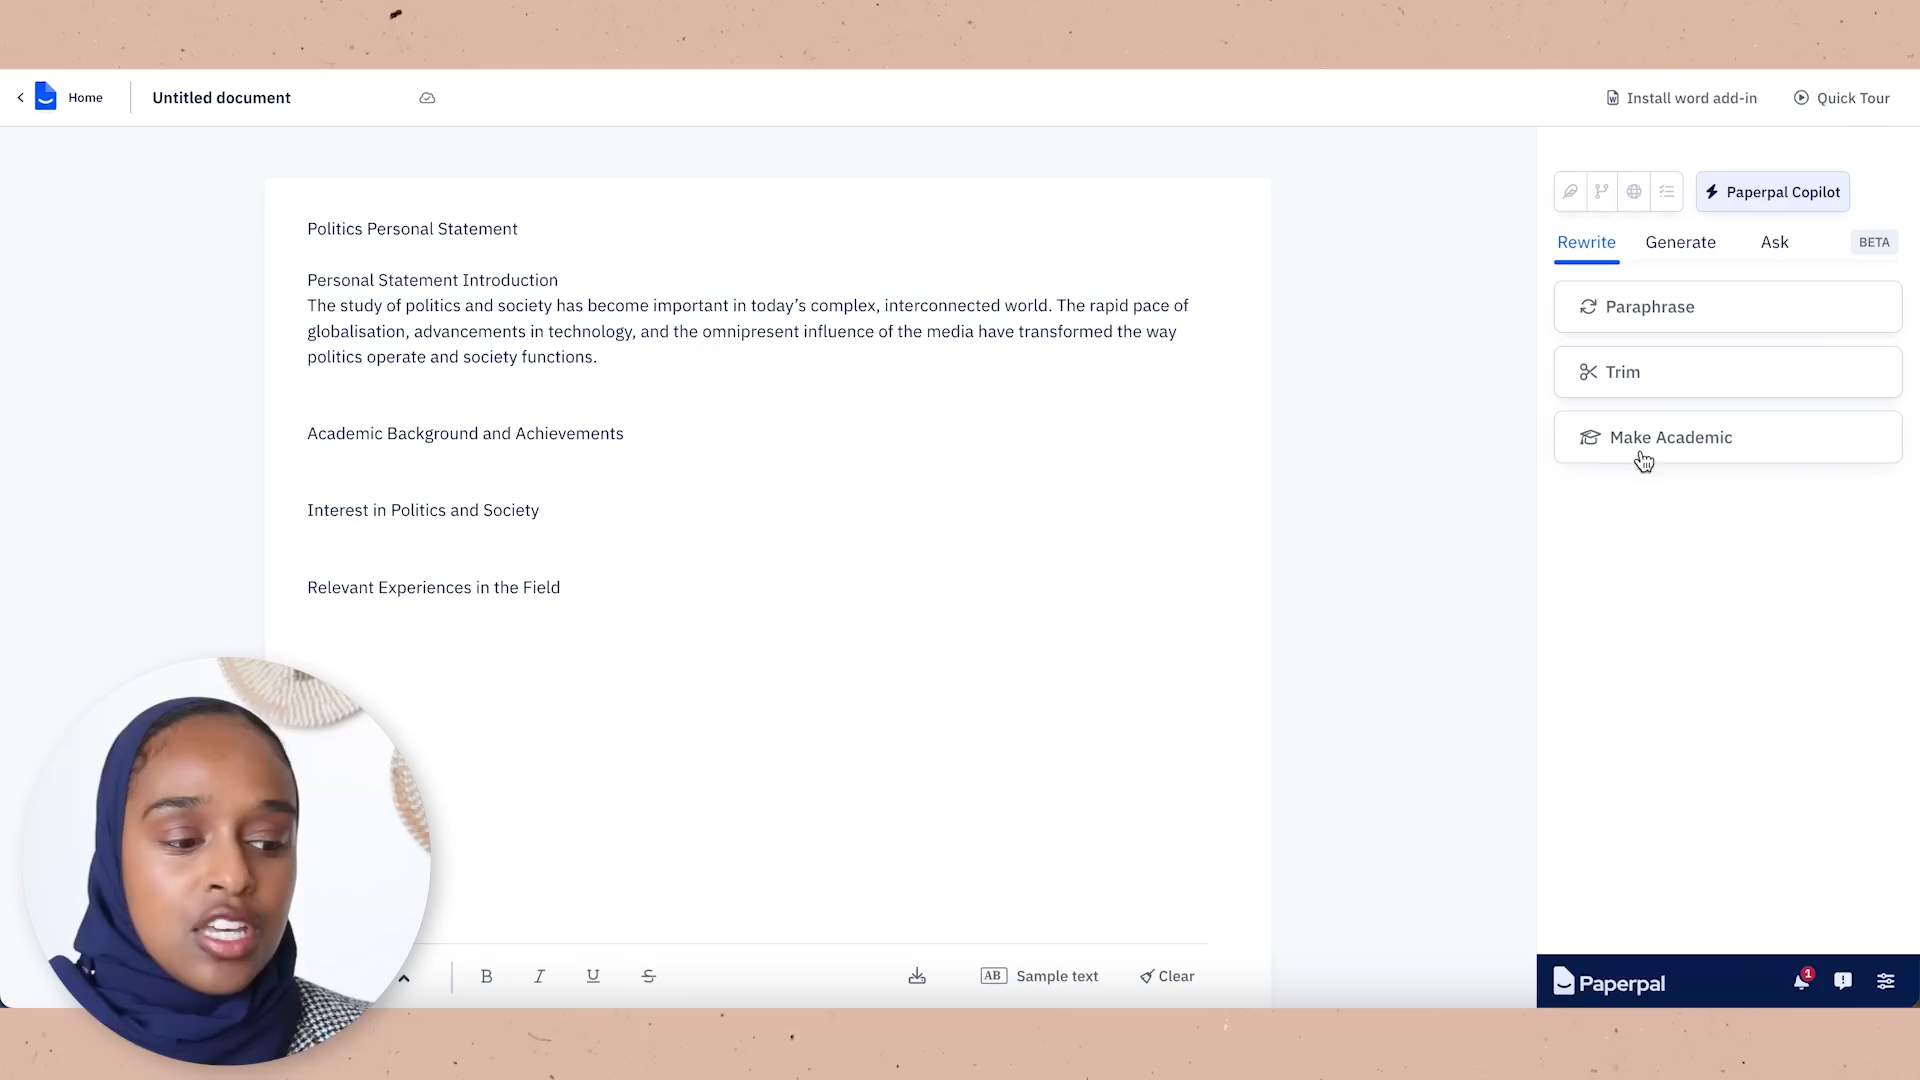 Home
Untitled document
Install word add-in
Quick Tour
Politics Personal Statement
Personal Statement Introduction
The study of politics and society has become important in today’s complex, interconnected world. The rapid pace of
globalisation, advancements in technology, and the omnipresent influence of the media have transformed the way
politics operate and society functions.
Academic Background and Achievements
Interest in Politics and Society
Relevant Experiences in the Field
B
I
U
S
AB Sample text
Clear
Paperpal Copilot
Rewrite
Generate
Ask
BETA
Paraphrase
Trim
Make Academic
Paperpal
1